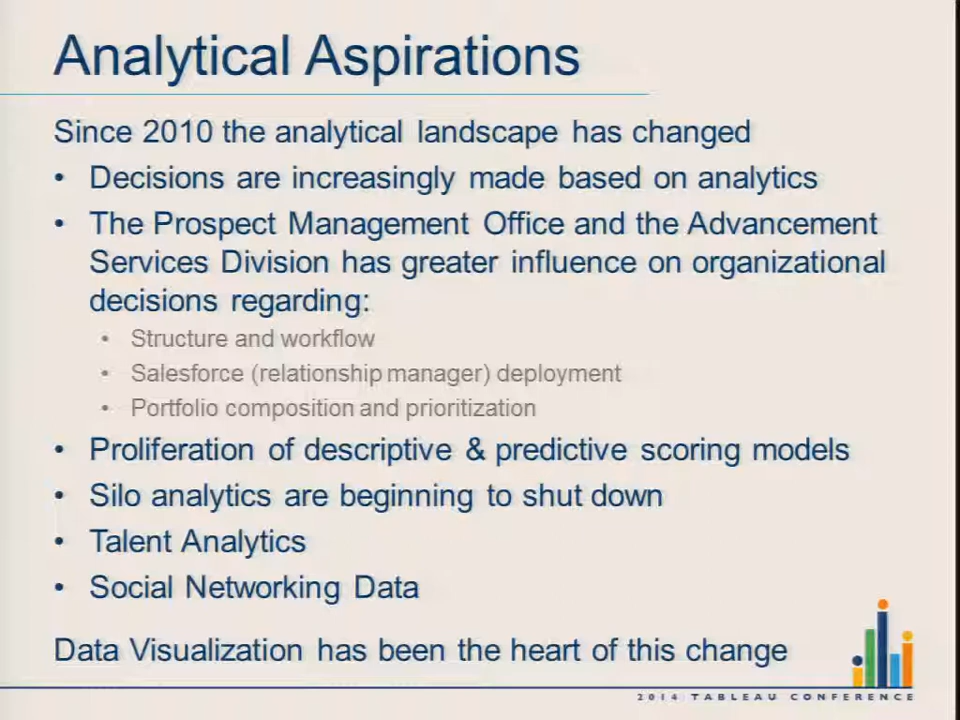 Analytical Aspirations
Since 2010 the analytical landscape has changed
• Decisions are increasingly made based on analytics
• The Prospect Management Office and the Advancement
Services Division has greater influence on organizational
decisions regarding:
• Structure and workflow
• Salesforce (relationship manager) deployment
• Portfolio composition and prioritization
• Proliferation of descriptive & predictive scoring models
• Silo analytics are beginning to shut down
• Talent Analytics
• Social Networking Data
Data Visualization has been the heart of this change
2014 TABLEAU CONFERENCE